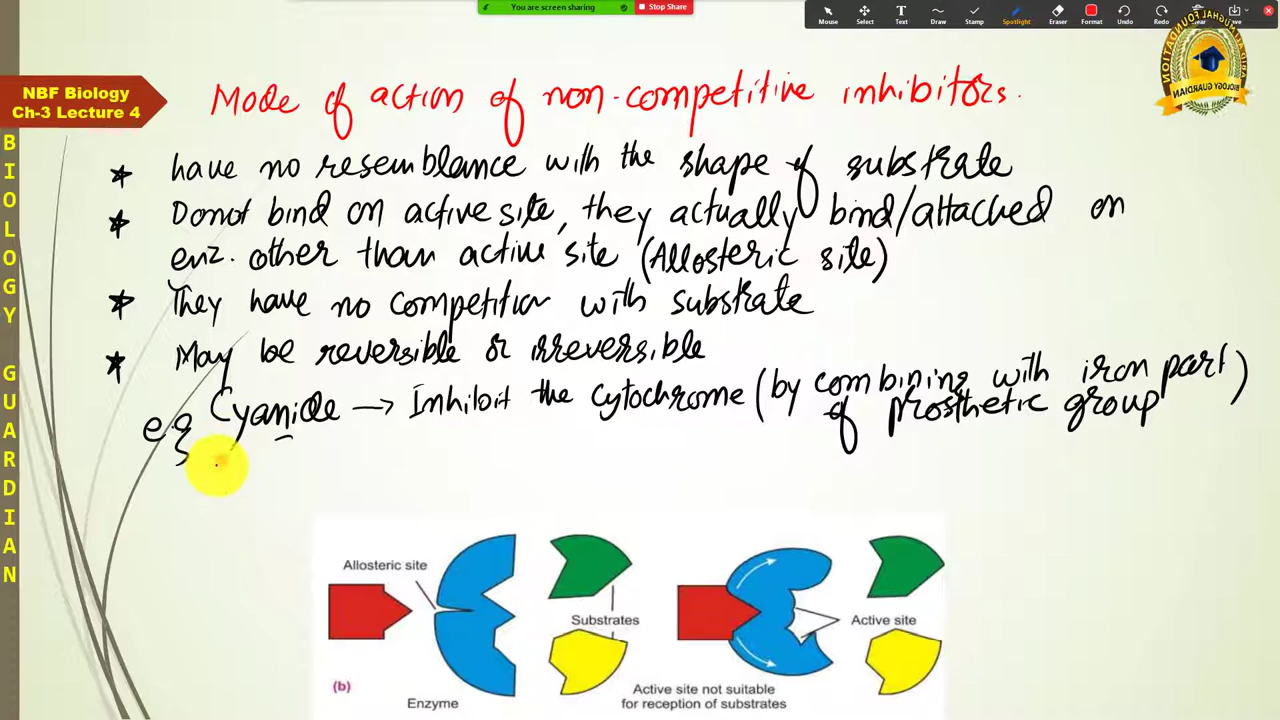 You are screen sharing
Stop Share
Mouse
Select
Text
Draw
Stamp
Spotlight
Eraser
Format
Undo
Redo
NBF Biology
Ch-3 Lecture 4
BIOLOGY GUARDIAN
Mode of action of non-competitive inhibitors.
have no resemblance with the shape of substrate
Donot bind on active site, they actually bind/attached on
enz. other than active site (Allosteric site)
They have no competition with substrate
May be reversible or irreversible
eg Cyanide → Inhibit the cytochrome (by combining with iron part
of prosthetic group)
Allosteric site
Enzyme
Substrates
Active site
Active site not suitable
for reception of substrates
(b)